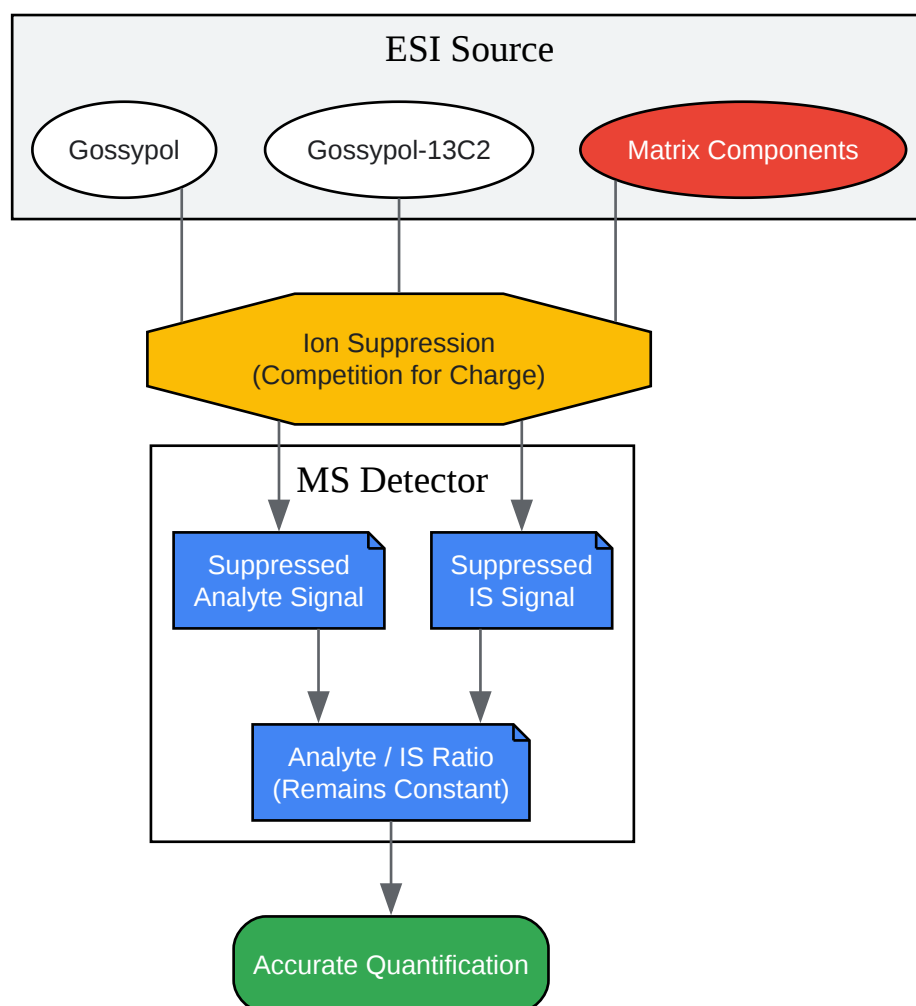 ESI Source
Gossypol
Gossypol-13C2
Matrix Components
Ion Suppression
(Competition for Charge)
MS Detector
Suppressed
Analyte Signal
Suppressed
IS Signal
Analyte / IS Ratio
(Remains Constant)
Accurate Quantification